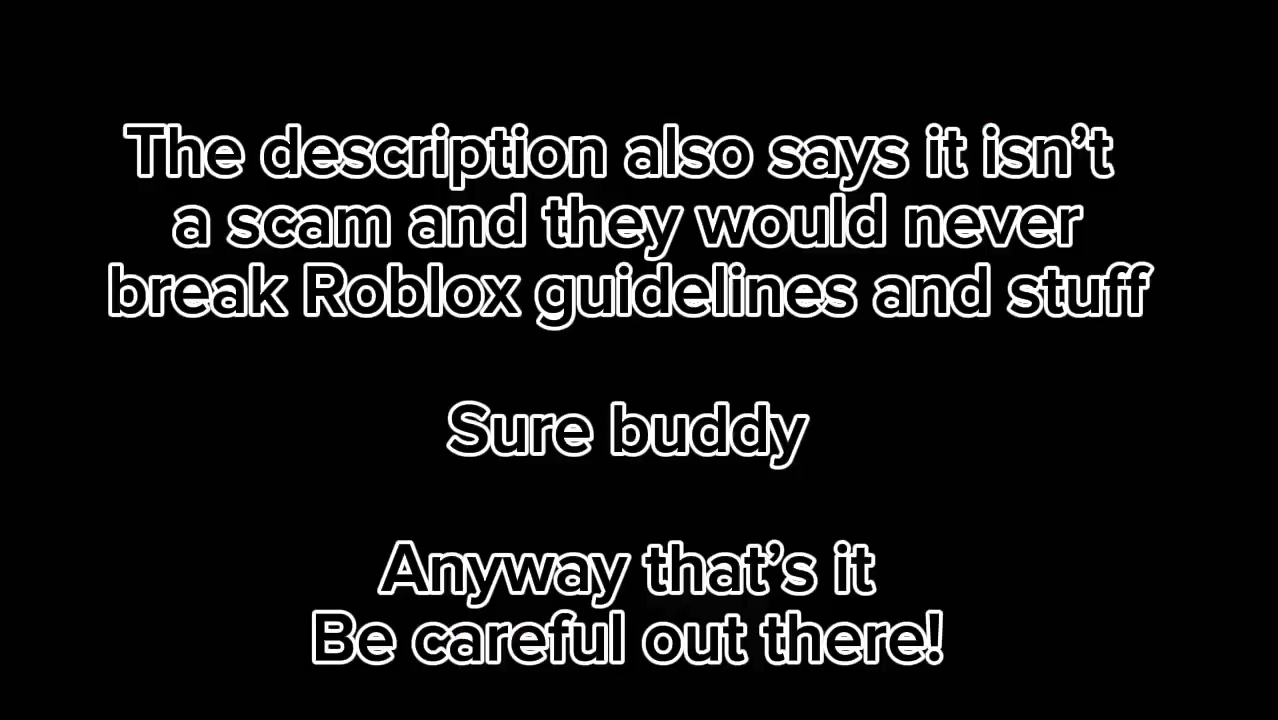 The description also says it isn’t
a scam and they would never
break Roblox guidelines and stuff
Sure buddy
Anyway that’s it
Be careful out there!